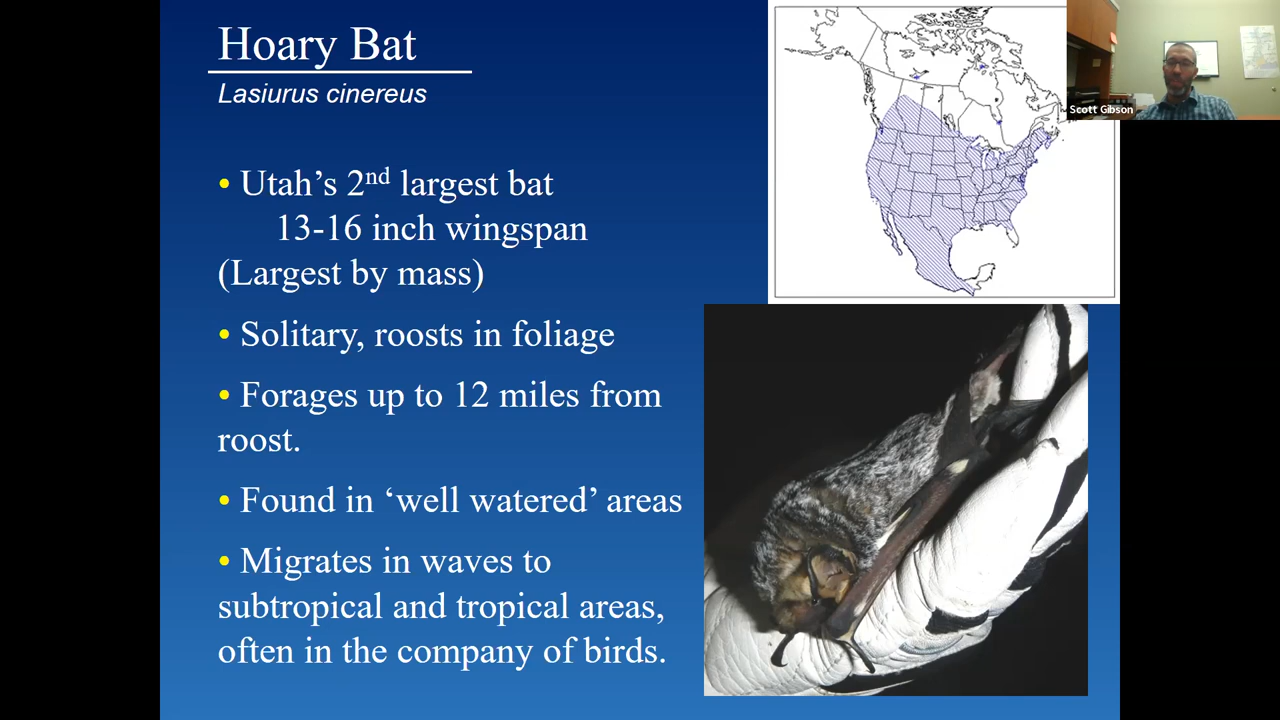 Hoary Bat
Lasiurus cinereus
• Utah’s 2nd largest bat
13-16 inch wingspan
(Largest by mass)
• Solitary, roosts in foliage
• Forages up to 12 miles from
roost.
• Found in ‘well watered’ areas
• Migrates in waves to
subtropical and tropical areas,
often in the company of birds.
Scott Gibson